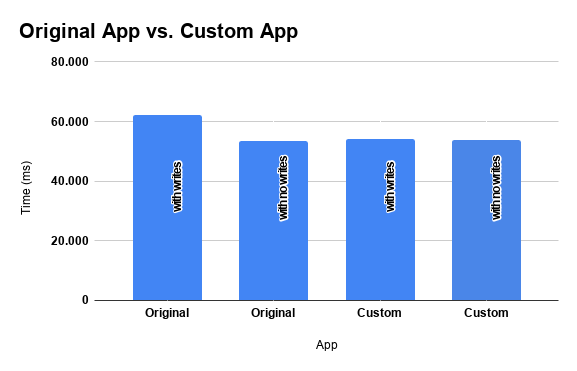 Original App vs. Custom App
80.000
60.000
40.000
20.000
0
Time (ms)
with writes
with no writes
with writes
with no writes
Original
Original
Custom
Custom
App